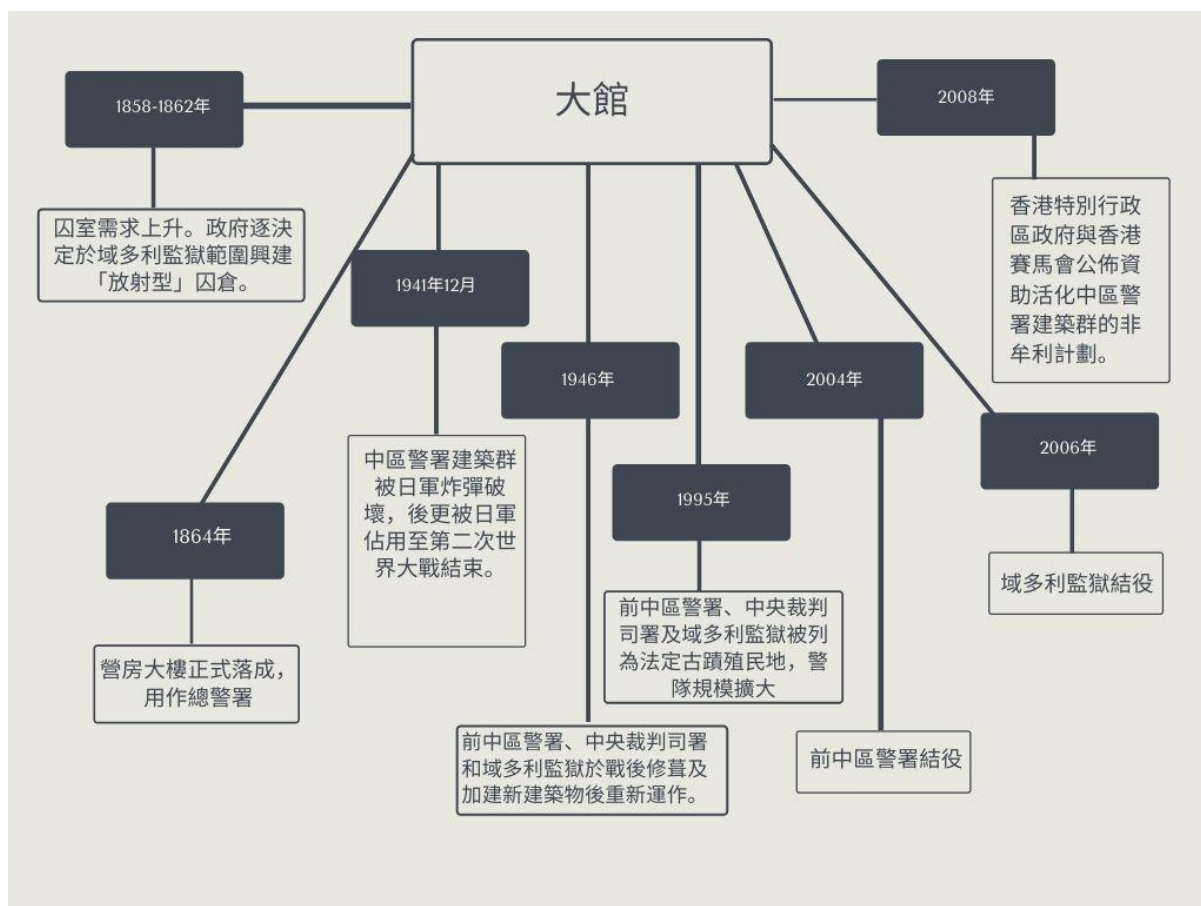 大館
1858-1862年
囚室需求上升。政府逐決
定於域多利監獄範圍興建
「放射型」囚倉。
1864年
營房大樓正式落成，
用作總警署
1941年12月
中區警署建築群
被日軍炸彈破
壞，後更被日軍
佔用至第二次世
界大戰結束。
1946年
前中區警署、中央裁判司署
和域多利監獄於戰後修葺及
加建新建築物後重新運作。
1995年
前中區警署、中央裁判
司署及域多利監獄被列
為法定古蹟殖民地，警
隊規模擴大
2004年
前中區警署結役
2006年
域多利監獄結役
2008年
香港特別行政
區政府與香港
賽馬會公佈資
助活化中區警
署建築群的非
牟利計劃。